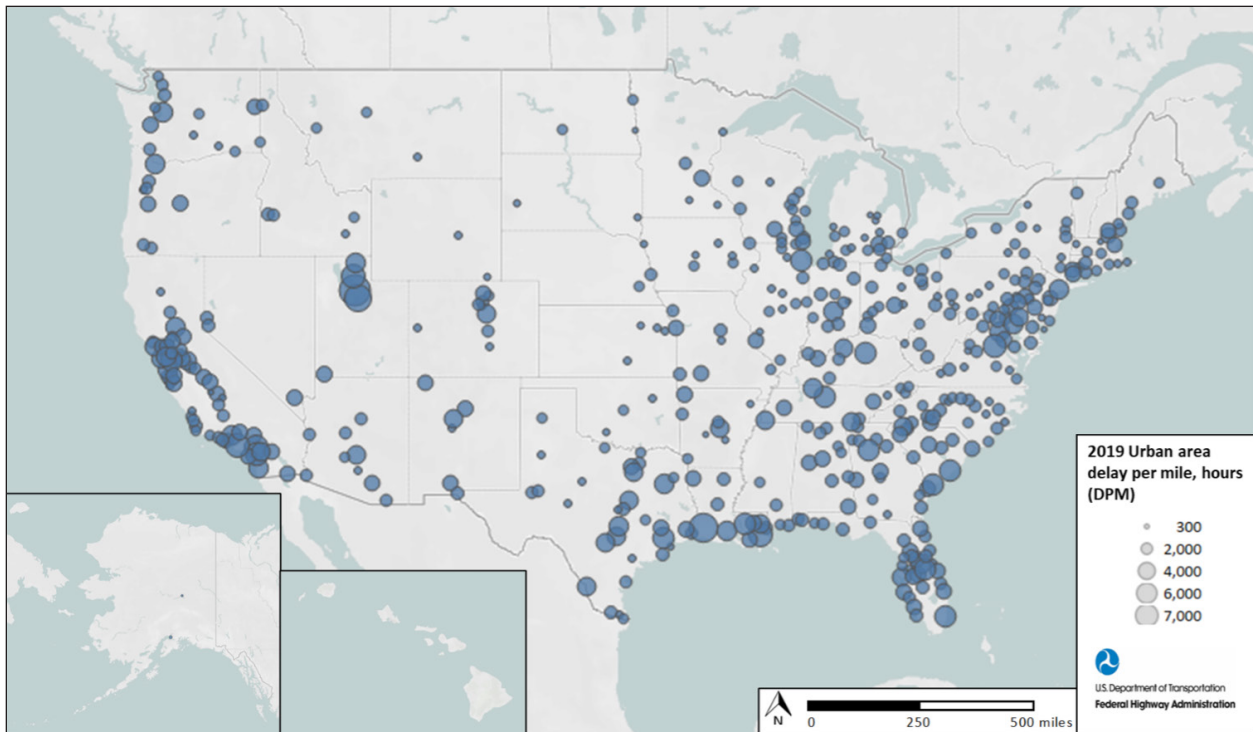 2019 Urban area
delay per mile, hours
(DPM)
300
2,000
4,000
6,000
7,000
U.S. Department of Transportation
Federal Highway Administration
N
0 250 500 miles